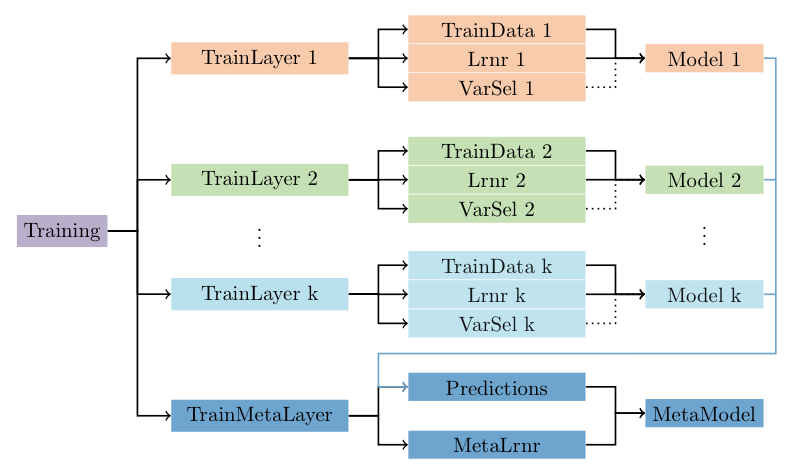 TrainData 1
TrainLayer 1
Lrnr 1
Model 1
VarSel 1
TrainData 2
TrainLayer 2
Lrnr 2
Model 2
VarSel 2
Training
TrainData k
TrainLayer k
Lrnr k
Model k
VarSel k
Predictions
TrainMetaLayer
MetaModel
MetaLrnr